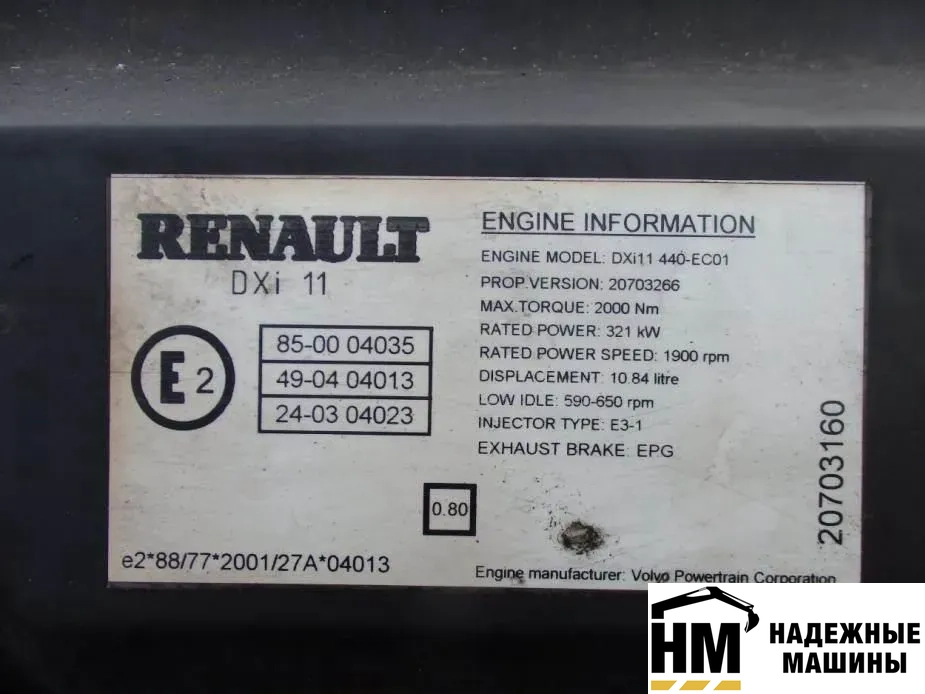 RENAULT
DXi 11
E2
85-00 04035
49-04 04013
24-03 04023
0.80
e2*88/77*2001/27A*04013
ENGINE INFORMATION
ENGINE MODEL: DXi11 440-EC01
PROP.VERSION: 20703266
MAX.TORQUE: 2000 Nm
RATED POWER: 321 kW
RATED POWER SPEED: 1900 rpm
DISPLACEMENT: 10.84 litre
LOW IDLE: 590-650 rpm
INJECTOR TYPE: E3-1
EXHAUST BRAKE: EPG
Engine manufacturer: Volvo Powertrain Corporation
20703160
НМ
НАДЕЖНЫЕ
МАШИНЫ